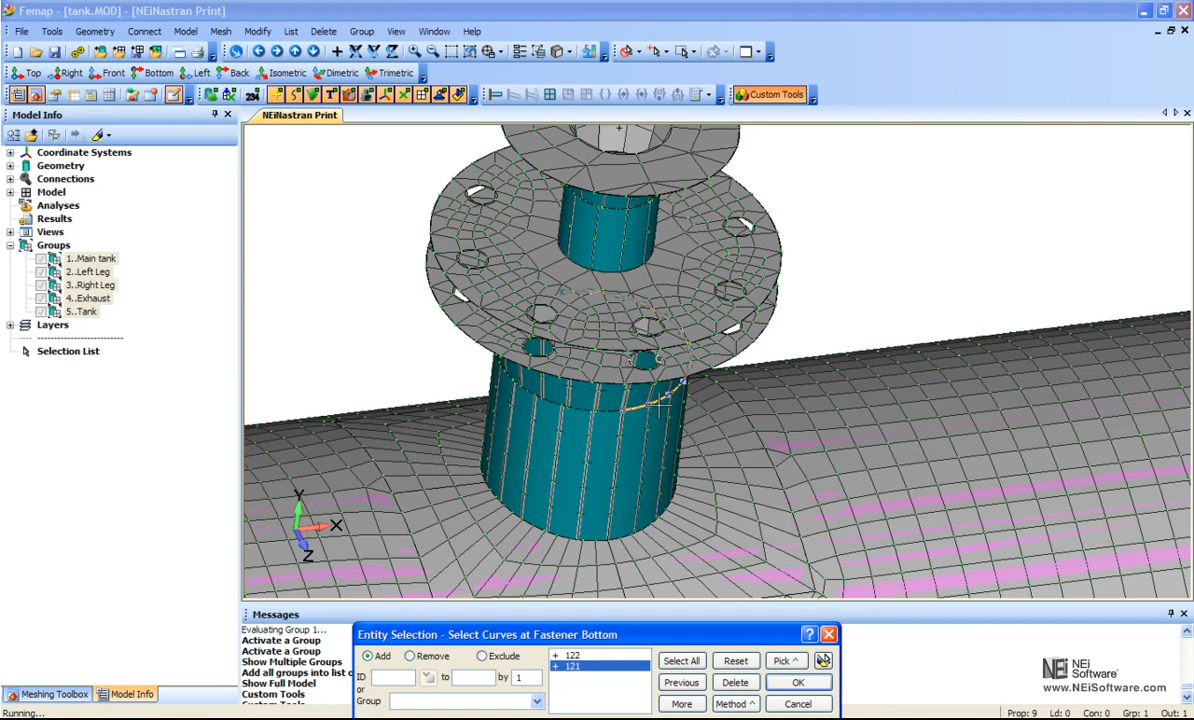 Femap - [tank.MOD] - [NEiNastran Print]
File Tools Geometry Connect Model Mesh Modify List Delete Group View Window Help
Top Right Front Bottom Left Back Isometric Dimetric Trimetric
234 Custom Tools
Model Info
NEiNastran Print
Coordinate Systems
Geometry
Connections
Model
Analyses
Results
Views
Groups
1..Main tank
2..Left Leg
3..Right Leg
4..Exhaust
5..Tank
Layers
Selection List
Y
X
Z
Messages
Evaluating Group 1...
Activate a Group
Activate a Group
Show Multiple Groups
Add all groups into list
Show Full Model
Custom Tools
Entity Selection - Select Curves at Fastener Bottom
Add Remove Exclude
ID to by 1
or
Group
+ 122
+ 121
Select All Reset Pick ^
Previous Delete OK
More Method ^ Cancel
NEi Software
www.NEiSoftware.com
Meshing Toolbox Model Info
Running...
Prop: 9 Ld: 0 Con: 0 Grp: 1 Out: 1